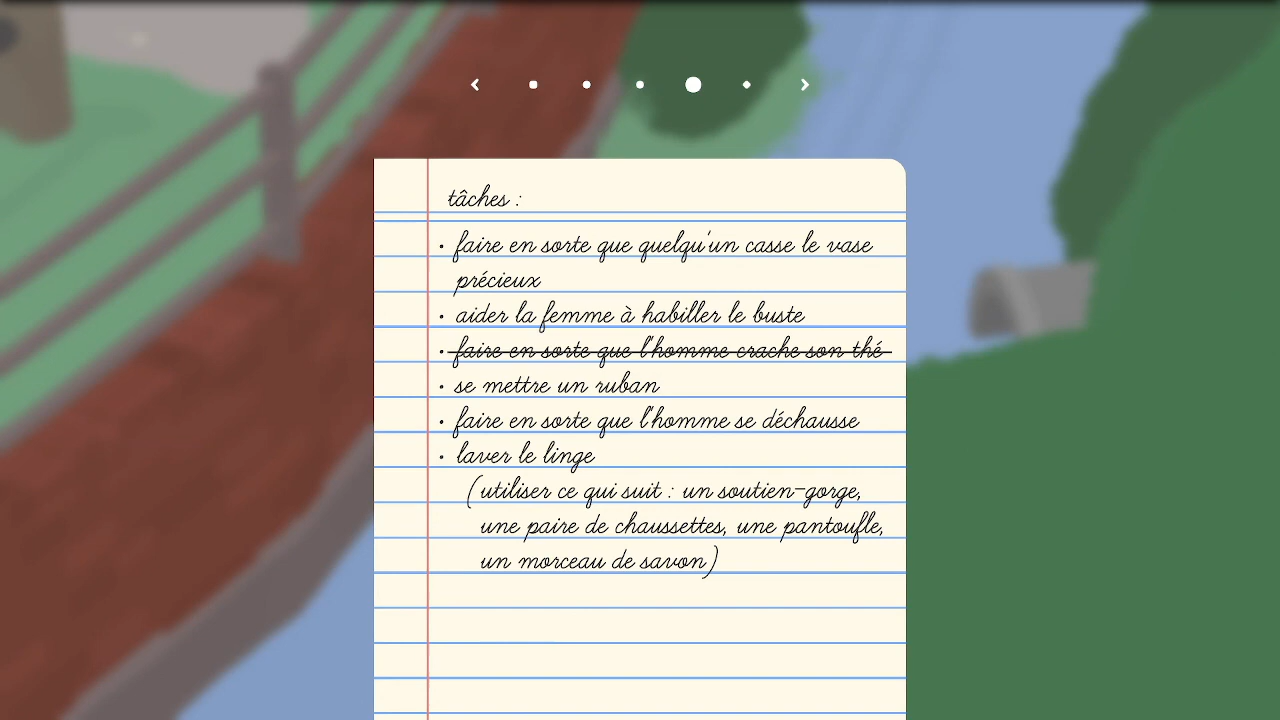 tâches :
• faire en sorte que quelqu'un casse le vase
précieux
• aider la femme à habiller le buste
• faire en sorte que l'homme crache son thé
• se mettre un ruban
• faire en sorte que l'homme se déchausse
• laver le linge
(utiliser ce qui suit : un soutien-gorge,
une paire de chaussettes, une pantoufle,
un morceau de savon)